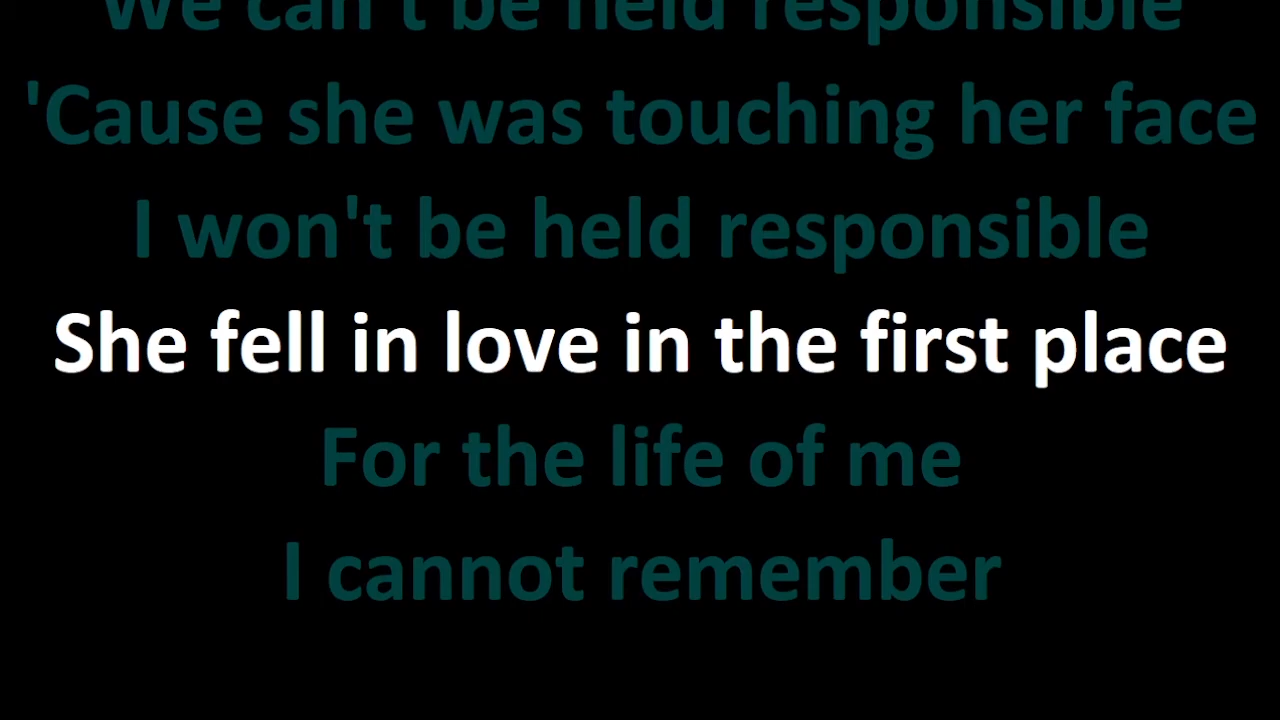 We can't be held responsible
'Cause she was touching her face
I won't be held responsible
She fell in love in the first place
For the life of me
I cannot remember